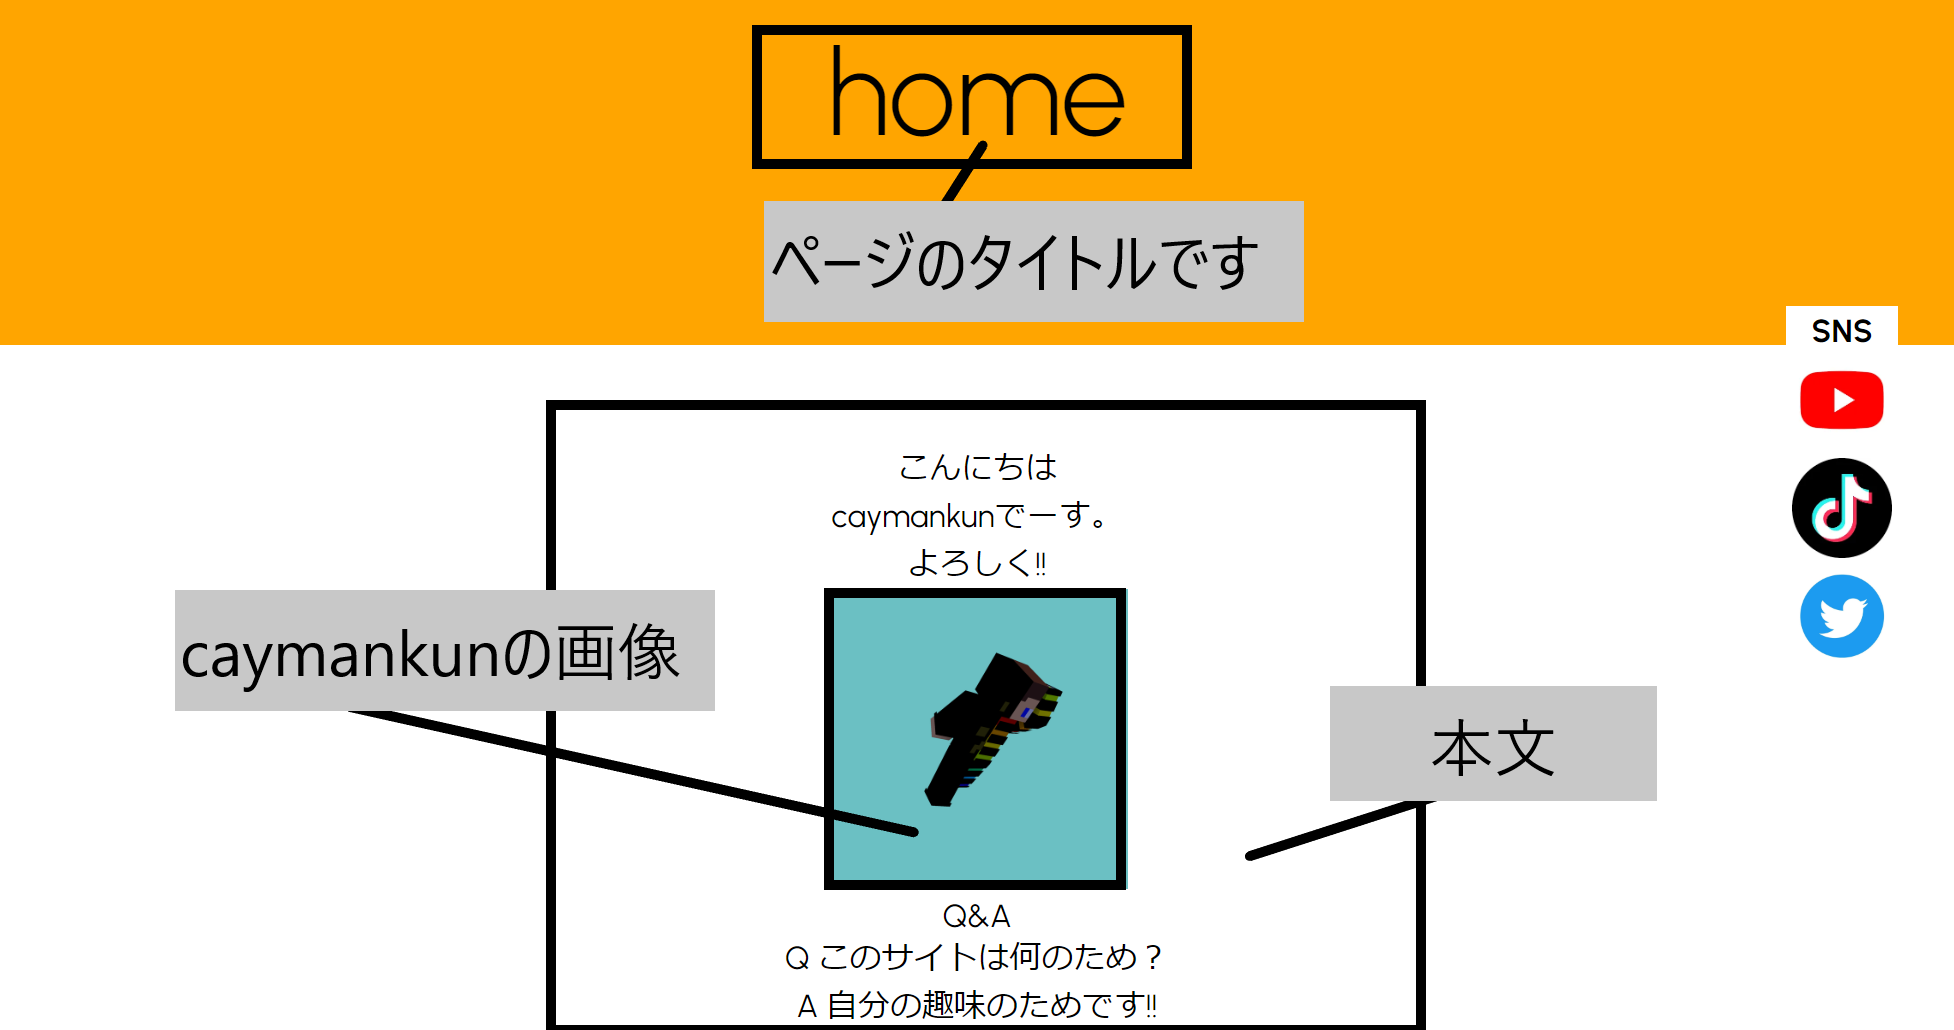 home
ページのタイトルです
SNS
こんにちは
caymankunでーす。
よろしく!!
caymankunの画像
本文
Q&A
Q このサイトは何のため？
A 自分の趣味のためです!!